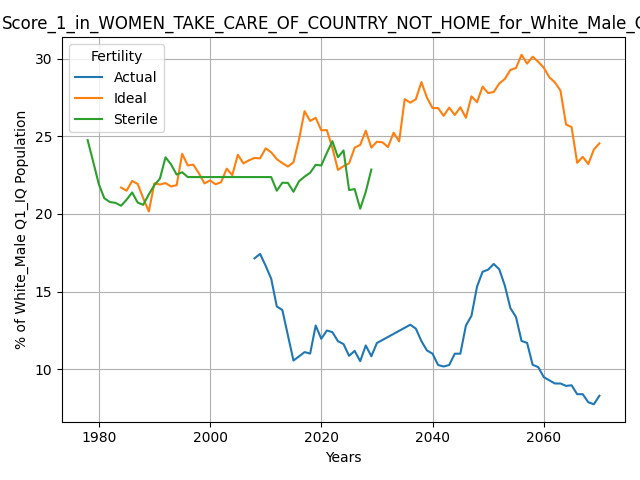 Score_1_in_WOMEN_TAKE_CARE_OF_COUNTRY_NOT_HOME_for_White_Male_
Fertility
Actual
Ideal
Sterile
% of White_Male Q1_IQ Population
30
25
20
15
10
1980
2000
2020
2040
2060
Years